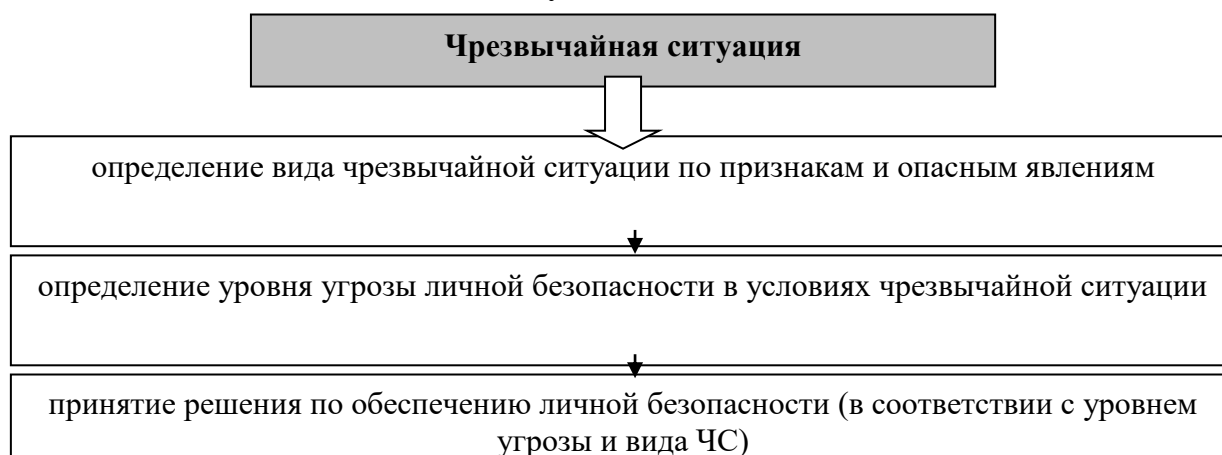 Чрезвычайная ситуация
определение вида чрезвычайной ситуации по признакам и опасным явлениям
определение уровня угрозы личной безопасности в условиях чрезвычайной ситуации
принятие решения по обеспечению личной безопасности (в соответствии с уровнем
угрозы и вида ЧС)